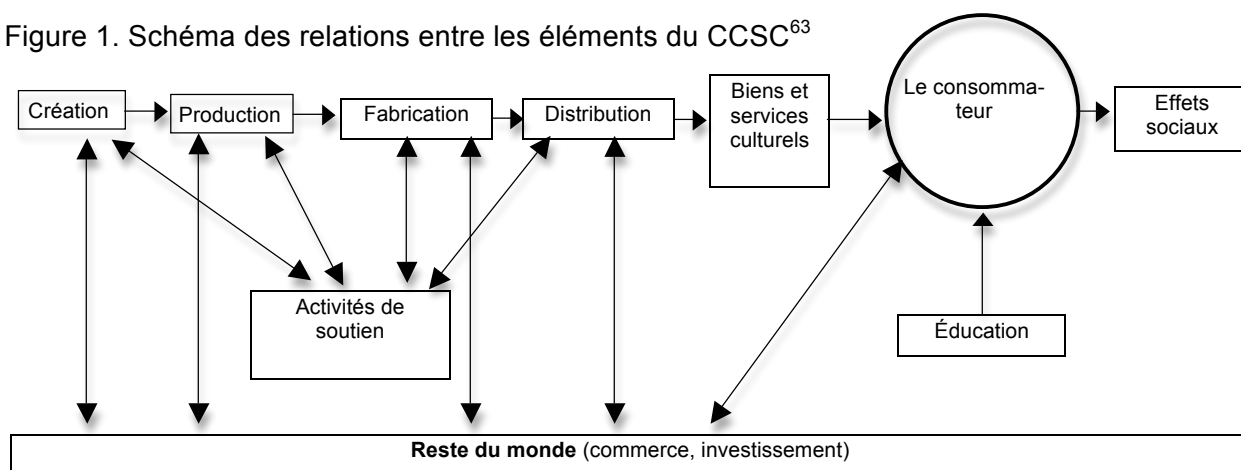 Figure 1. Schéma des relations entre les éléments du CCSC63
Création
Production
Fabrication
Distribution
Biens et
services
culturels
Le consomma-
teur
Effets
sociaux
Activités de
soutien
Éducation
Reste du monde (commerce, investissement)